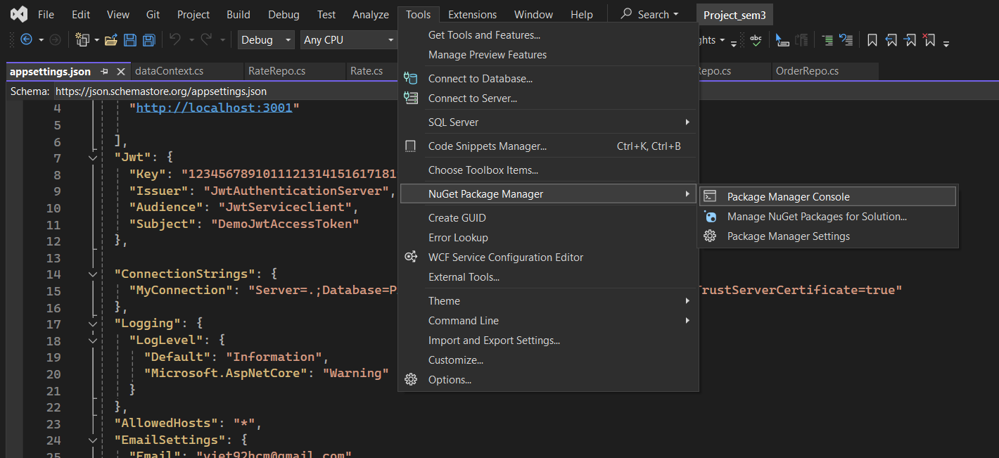 File Edit View Git Project Build Debug Test Analyze Tools Extensions Window Help Search Project_sem3
Debug Any CPU
appsettings.json dataContext.cs RateRepo.cs Rate.cs OrderRepo.cs
Schema: https://json.schemastore.org/appsettings.json
Get Tools and Features...
Manage Preview Features
Connect to Database...
Connect to Server...
SQL Server
Code Snippets Manager... Ctrl+K, Ctrl+B
Choose Toolbox Items...
NuGet Package Manager
Create GUID
Error Lookup
WCF Service Configuration Editor
External Tools...
Theme
Command Line
Import and Export Settings...
Customize...
Options...
Package Manager Console
Manage NuGet Packages for Solution...
Package Manager Settings
4 "http://localhost:3001"
5
6 ],
7 "Jwt": {
8 "Key": "1234567891011121314151617181
9 "Issuer": "JwtAuthenticationServer",
10 "Audience": "JwtServiceclient",
11 "Subject": "DemoJwtAccessToken"
12 },
13
14 "ConnectionStrings": {
15 "MyConnection": "Server=.;Database=P TrustServerCertificate=true"
16 },
17 "Logging": {
18 "LogLevel": {
19 "Default": "Information",
20 "Microsoft.AspNetCore": "Warning"
21 }
22 },
23 "AllowedHosts": "*",
24 "EmailSettings": {
25 "Email": "viet92hcm@gmail.com"